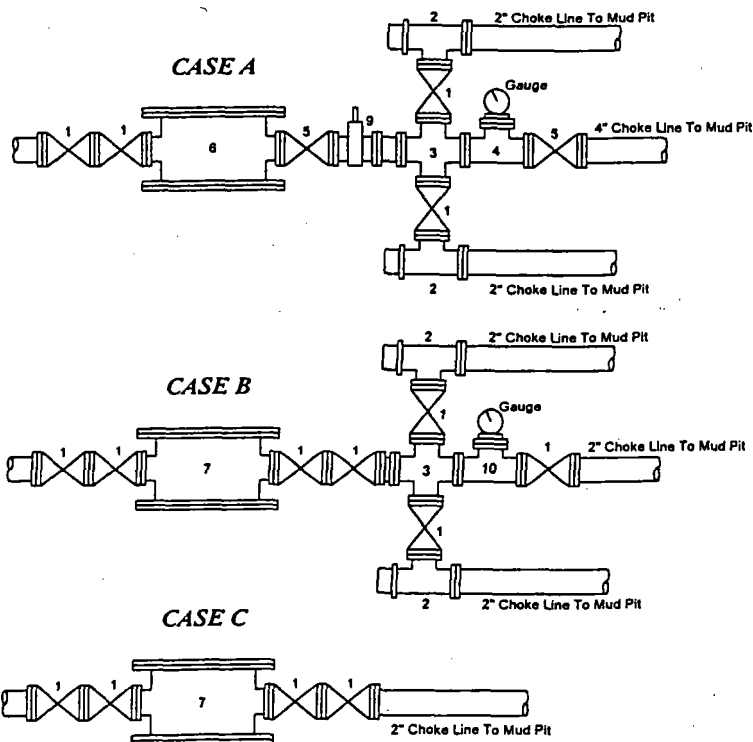 CASE A
2
2" Choke Line To Mud Pit
Gauge
1
1 1 6 5 9 3 4 5
4" Choke Line To Mud Pit
1
2
2" Choke Line To Mud Pit
CASE B
2
2" Choke Line To Mud Pit
Gauge
1
1 1 7 1 1 3 10 1
2" Choke Line To Mud Pit
1
2
2" Choke Line To Mud Pit
CASE C
1 1 7 1 1
2" Choke Line To Mud Pit